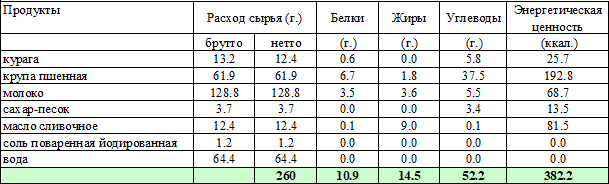 Продукты Расход сырья (г.) Белки Жиры Углеводы Энергетическая ценность
брутто нетто (г.) (г.) (г.) (ккал.)
курага 13.2 12.4 0.6 0.0 5.8 25.7
крупа пшенная 61.9 61.9 6.7 1.8 37.5 192.8
молоко 128.8 128.8 3.5 3.6 5.5 68.7
сахар-песок 3.7 3.7 0.0 0.0 3.4 13.5
масло сливочное 12.4 12.4 0.1 9.0 0.1 81.5
соль поваренная йодированная 1.2 1.2 0.0 0.0 0.0 0.0
вода 64.4 64.4 0.0 0.0 0.0 0.0
260 10.9 14.5 52.2 382.2